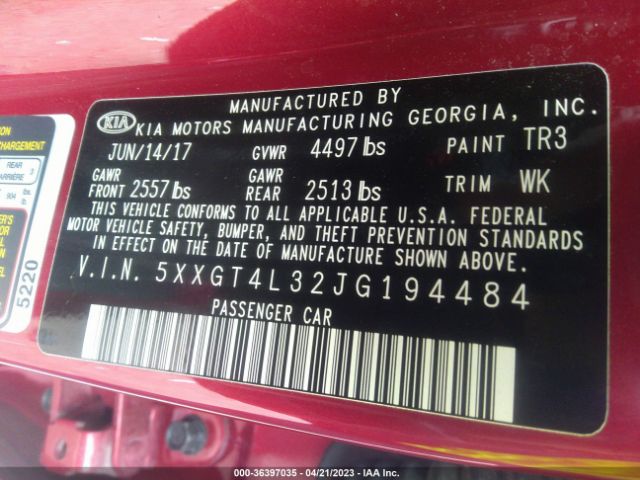 MANUFACTURED BY
KIA KIA MOTORS MANUFACTURING GEORGIA, INC.
JUN/14/17 GVWR 4497 lbs PAINT TR3
GAWR GAWR
FRONT 2557 lbs REAR 2513 lbs TRIM WK
THIS VEHICLE CONFORMS TO ALL APPLICABLE U.S.A. FEDERAL
MOTOR VEHICLE SAFETY, BUMPER, AND THEFT PREVENTION STANDARDS
IN EFFECT ON THE DATE OF MANUFACTURE SHOWN ABOVE.
V.I.N. 5XXGT4L32JG194484
PASSENGER CAR
CHARGEMENT
REAR
5220
000-36397035 - 04/21/2023 - IAA Inc.